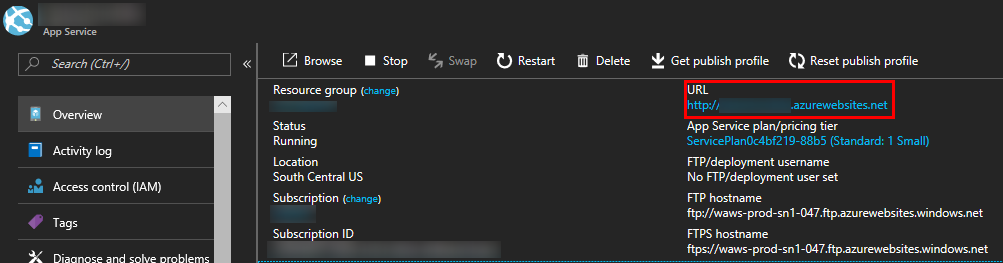 App Service
Search (Ctrl+/)
Overview
Activity log
Access control (IAM)
Tags
Diagnose and solve problems
Browse Stop Swap Restart Delete Get publish profile Reset publish profile
Resource group (change)
Status
Running
Location
South Central US
Subscription (change)
Subscription ID
URL
http:// .azurewebsites.net
App Service plan/pricing tier
ServicePlan0c4bf219-88b5 (Standard: 1 Small)
FTP/deployment username
No FTP/deployment user set
FTP hostname
ftp://waws-prod-sn1-047.ftp.azurewebsites.windows.net
FTPS hostname
ftps://waws-prod-sn1-047.ftp.azurewebsites.windows.net